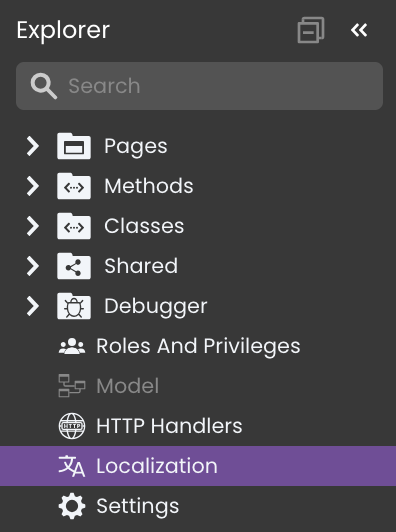 Explorer
Search
Pages
Methods
Classes
Shared
Debugger
Roles And Privileges
Model
HTTP Handlers
Localization
Settings